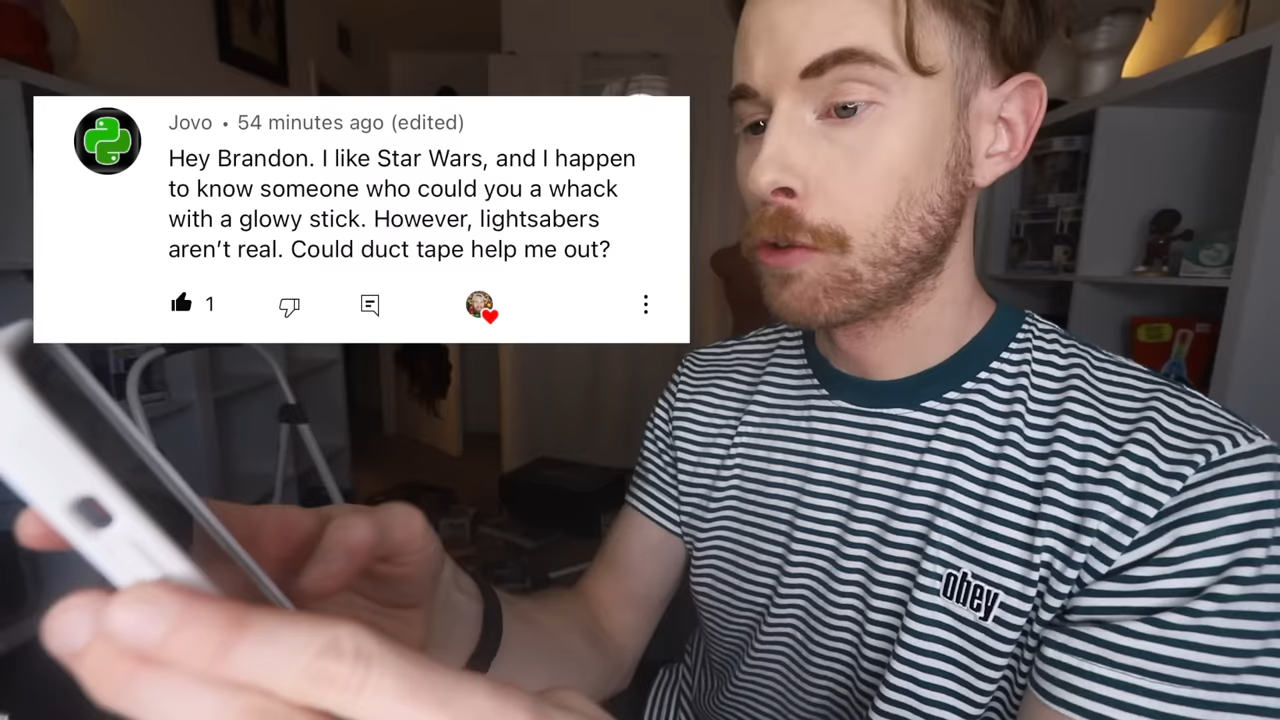 Jovo • 54 minutes ago (edited)
Hey Brandon. I like Star Wars, and I happen
to know someone who could you a whack
with a glowy stick. However, lightsabers
aren’t real. Could duct tape help me out?
1
obey